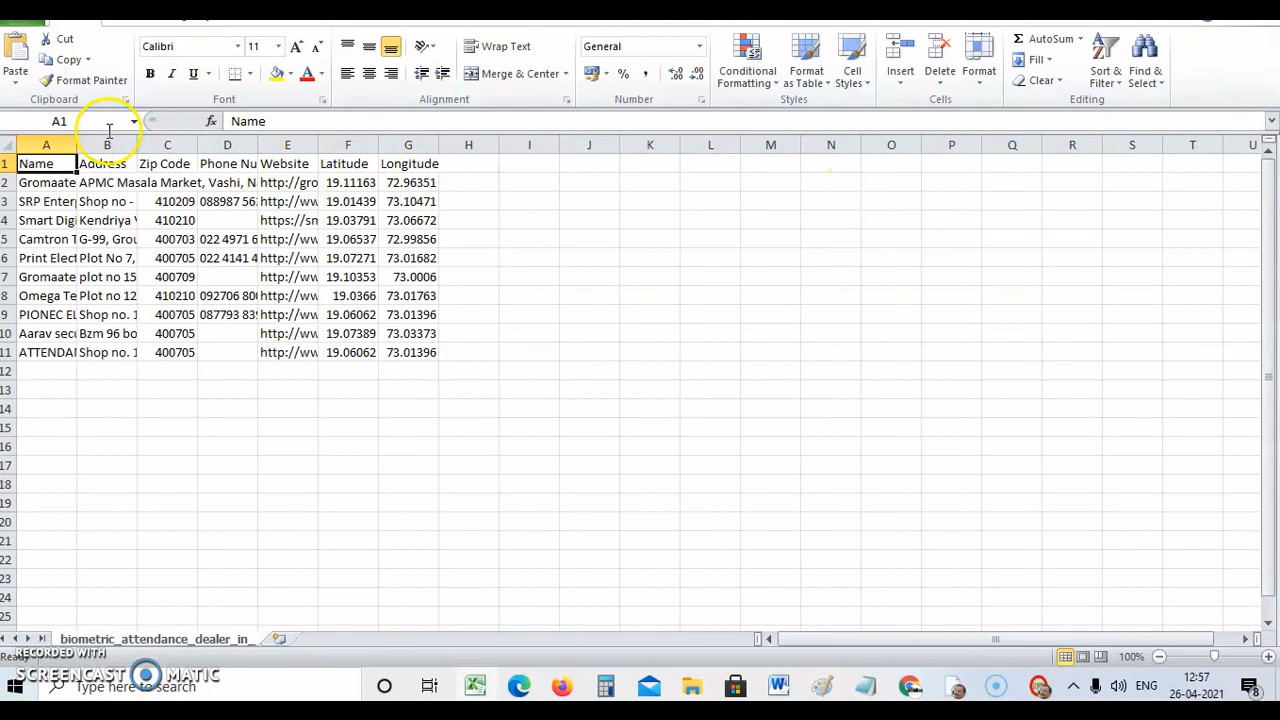 Cut
Calibri 11
Wrap Text
General
AutoSum
Copy
Fill
Paste
Format Painter
Merge & Center
Conditional Formatting
Format as Table
Cell Styles
Insert
Delete
Format
Clear
Sort & Filter
Find & Select
Clipboard
Font
Alignment
Number
Styles
Cells
Editing
A1 fx Name
A B C D E F G H I J K L M N O P Q R S T U
1 Name Address Zip Code Phone Nu Website Latitude Longitude
2 Gromaate APMC Masala Market, Vashi, N http://gro 19.11163 72.96351
3 SRP Enter Shop no - 410209 088987 56 http://ww 19.01439 73.10471
4 Smart Dig Kendriya V 410210 https://sn 19.03791 73.06672
5 Camtron T G-99, Grou 400703 022 4971 6 http://ww 19.06537 72.99856
6 Print Elect Plot No 7, 400705 022 4141 4 http://ww 19.07271 73.01682
7 Gromaate plot no 15 400709 http://ww 19.10353 73.0006
8 Omega Te Plot no 12 410210 092706 80 http://ww 19.0366 73.01763
9 PIONEC EL Shop no. 1 400705 087793 83 http://ww 19.06062 73.01396
10 Aarav secu Bzm 96 bo 400705 http://ww 19.07389 73.03373
11 ATTENDAN Shop no. 1 400705 http://ww 19.06062 73.01396
12
13
14
15
16
17
18
19
20
21
22
23
24
25
biometric_attendance_dealer_in_
Ready 100%
RECORDED WITH
SCREENCAST MATIC
Type here to search
ENG
12:57
26-04-2021
8